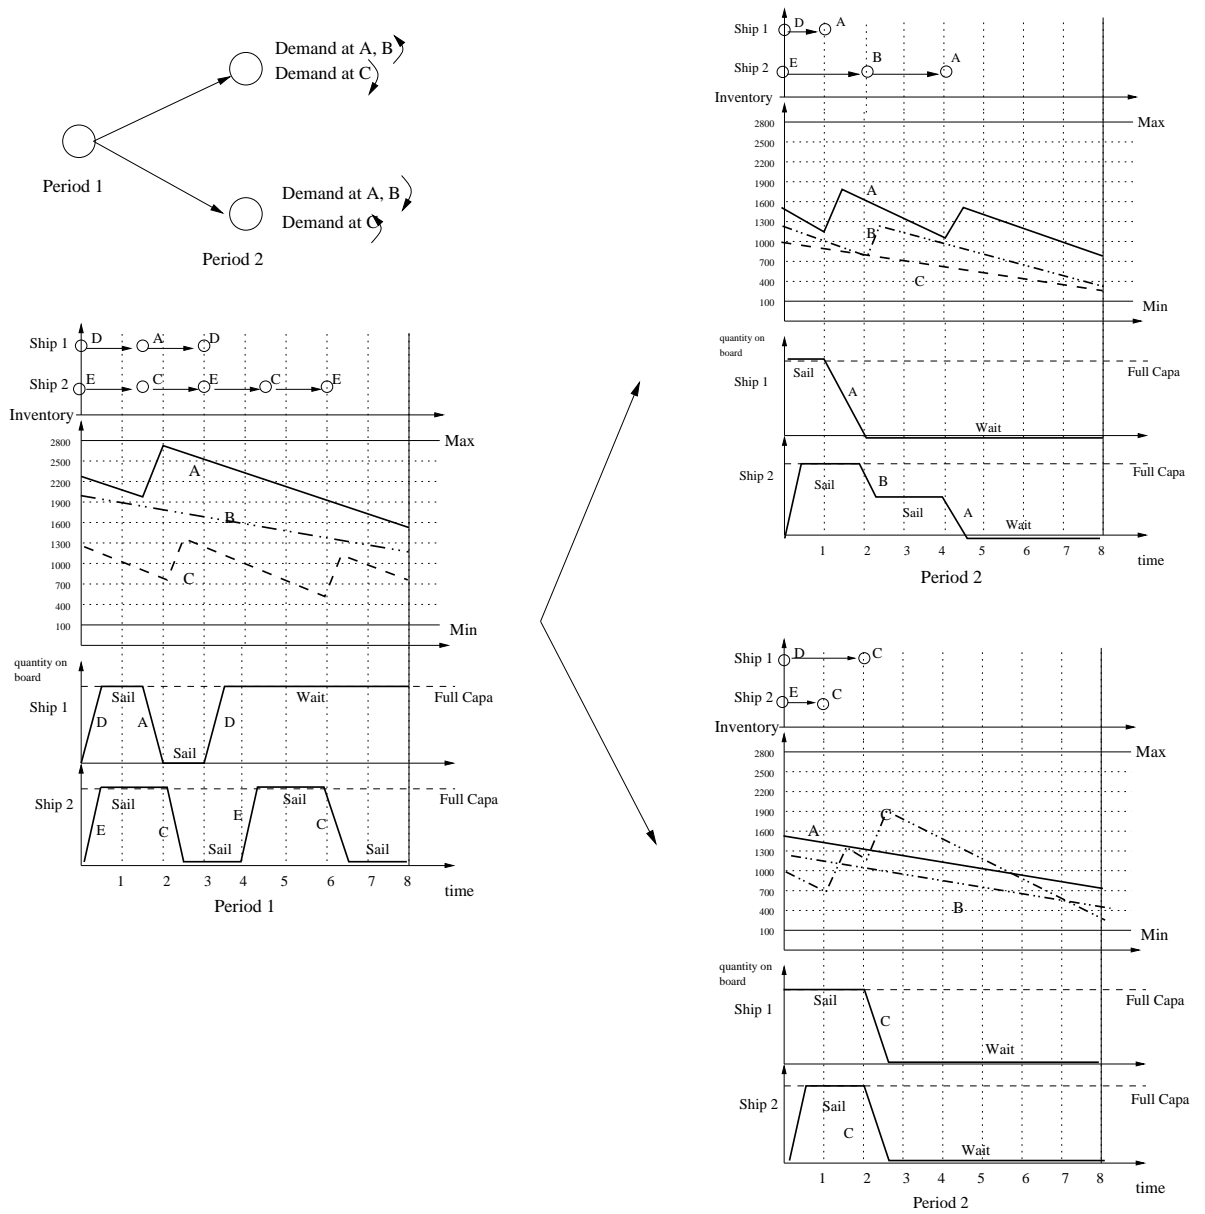 Demand at A, B
Demand at C
Period 1
Demand at A, B
Demand at C
Period 2
Ship 1 D A D
Ship 2 E C E C E
Inventory
2800 Max
2500
2200
1900
1600
1300
1000
700
400
100 Min
A
B
C
quantity on
board
Ship 1
Sail Wait Full Capa
D A D
Sail
Ship 2
Sail Sail Full Capa
E C E C
Sail Sail
1 2 3 4 5 6 7 8 time
Period 1
Ship 1 D A
Ship 2 E B A
Inventory
2800 Max
2500
2200
1900
1600
1300
1000
700
400
100 Min
A
B
C
quantity on
board
Ship 1
Sail Full Capa
A
Wait
Ship 2
Full Capa
Sail B
Sail A Wait
1 2 3 4 5 6 7 8 time
Period 2
Ship 1 D C
Ship 2 E C
Inventory
2800 Max
2500
2200
1900
1600
1300
1000
700
400
100 Min
C
A
B
quantity on
board
Ship 1
Sail Full Capa
C
Wait
Ship 2
Full Capa
Sail
C
Wait
1 2 3 4 5 6 7 8 time
Period 2